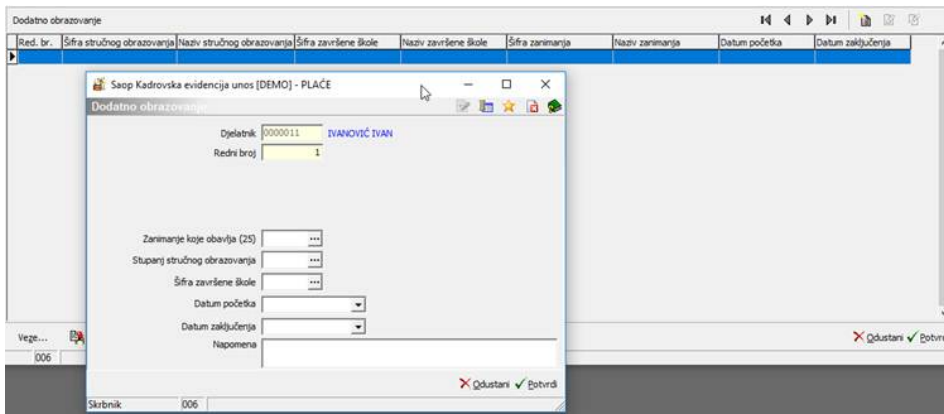 Dodatno obrazovanje
Red. br. Šifra stručnog obrazovanja Naziv stručnog obrazovanja Šifra završene škole Naziv završene škole Šifra zanimanja Naziv zanimanja Datum početka Datum zaključenja
Saop Kadrovska evidencija unos [DEMO] - PLAĆE
Dodatno obrazovanje
Djelatnik 0000011 IVANOVIĆ IVAN
Redni broj 1
Zanimanje koje obavlja (25) ...
Stupanj stručnog obrazovanja ...
Šifra završene škole ...
Datum početka
Datum zaključenja
Napomena
Veze...
Odustani Potvrdi
006
Odustani Potvrdi
Skrbnik 006